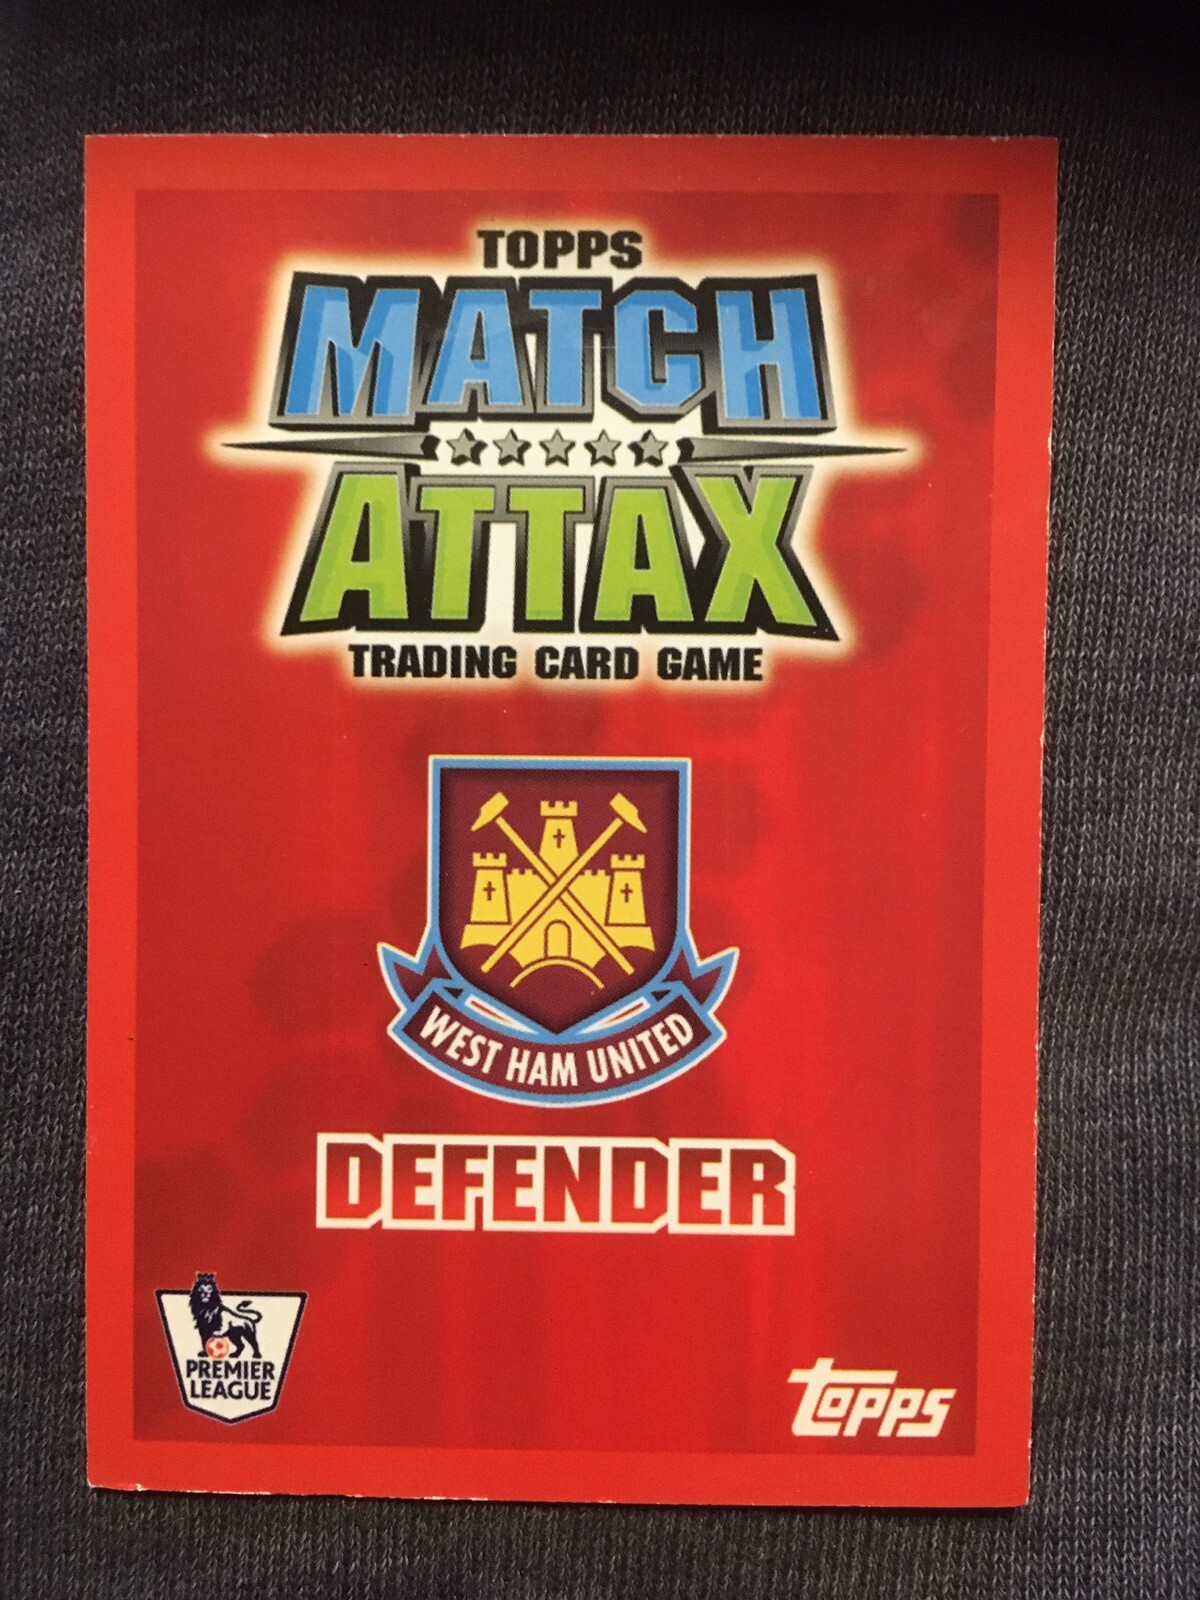 TOPPS
MATCH
ATTAX
TRADING CARD GAME
WEST HAM UNITED
DEFENDER
PREMIER
LEAGUE
topps